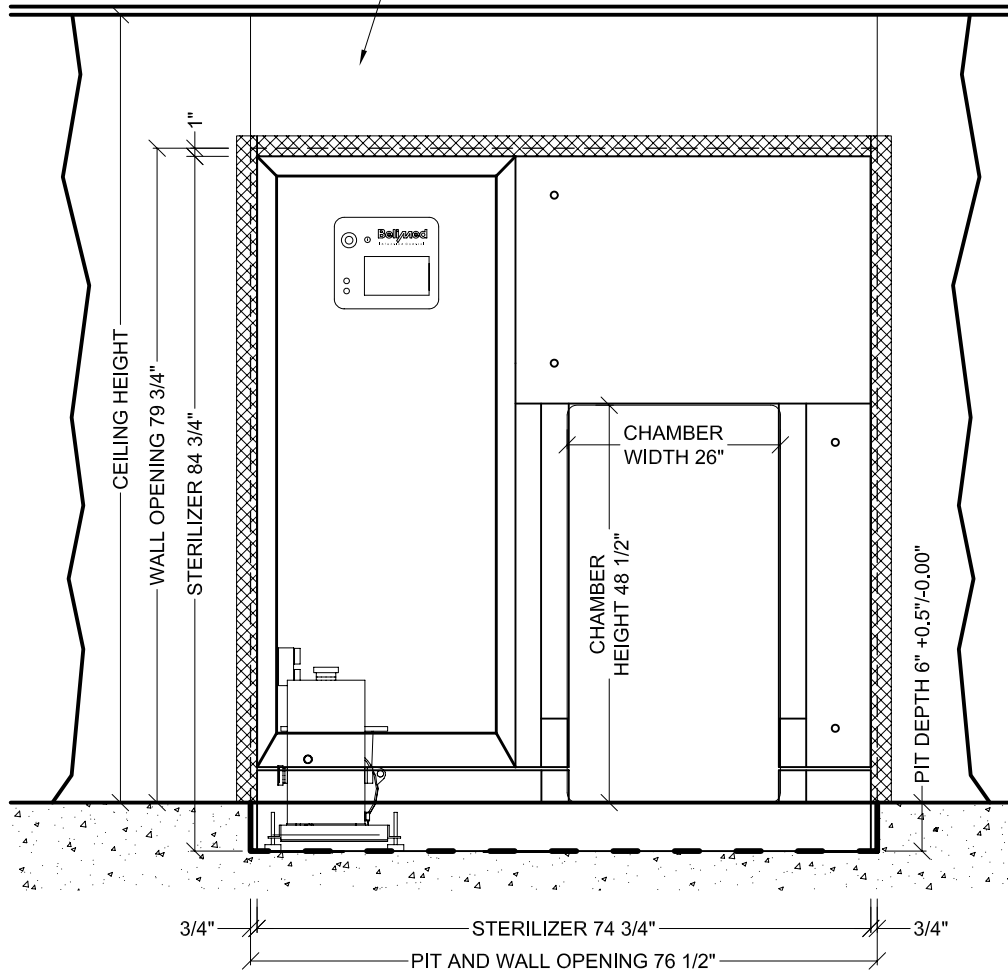 1"
Belimed
CEILING HEIGHT
WALL OPENING 79 3/4"
STERILIZER 84 3/4"
CHAMBER
WIDTH 26"
CHAMBER
HEIGHT 48 1/2"
PIT DEPTH 6" +0.5"/-0.00"
3/4"
STERILIZER 74 3/4"
3/4"
PIT AND WALL OPENING 76 1/2"